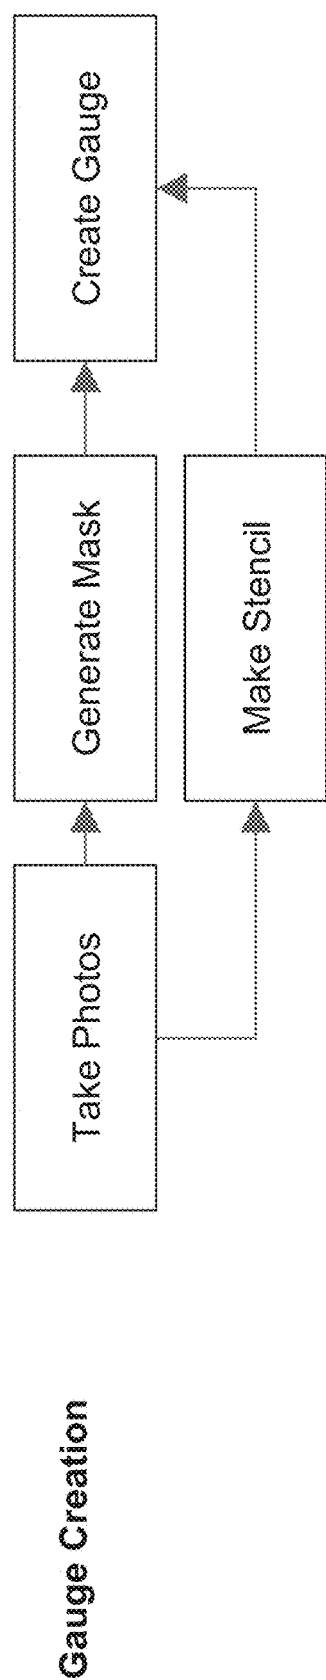 Gauge Creation
Take Photos
Generate Mask
Make Stencil
Create Gauge